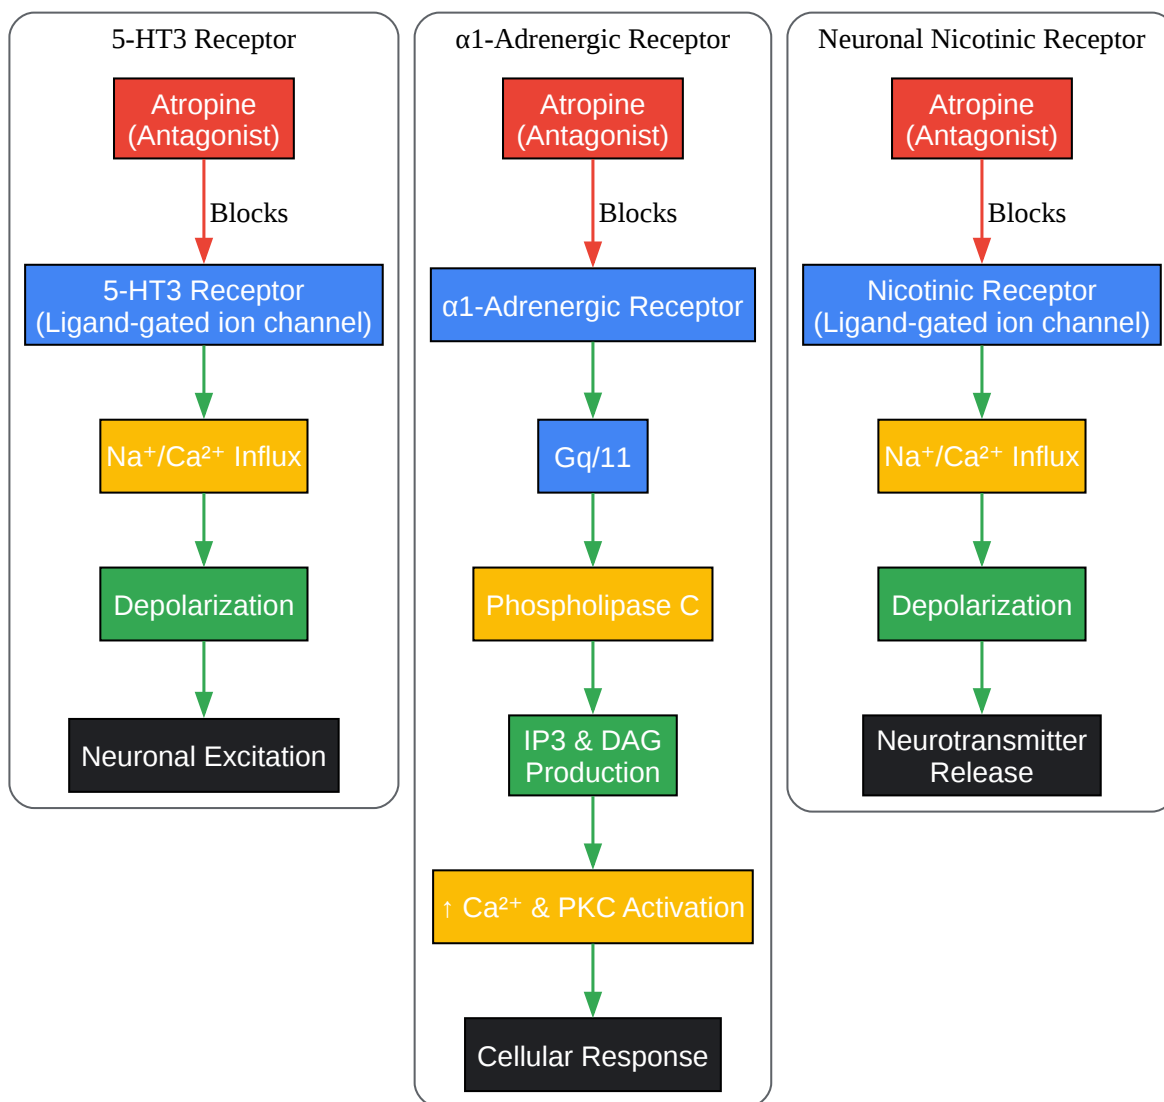 5-HT3 Receptor
Atropine
(Antagonist)
Blocks
5-HT3 Receptor
(Ligand-gated ion channel)
Na⁺/Ca²⁺ Influx
Depolarization
Neuronal Excitation
α1-Adrenergic Receptor
Atropine
(Antagonist)
Blocks
α1-Adrenergic Receptor
Gq/11
Phospholipase C
IP3 & DAG
Production
↑ Ca²⁺ & PKC Activation
Cellular Response
Neuronal Nicotinic Receptor
Atropine
(Antagonist)
Blocks
Nicotinic Receptor
(Ligand-gated ion channel)
Na⁺/Ca²⁺ Influx
Depolarization
Neurotransmitter
Release